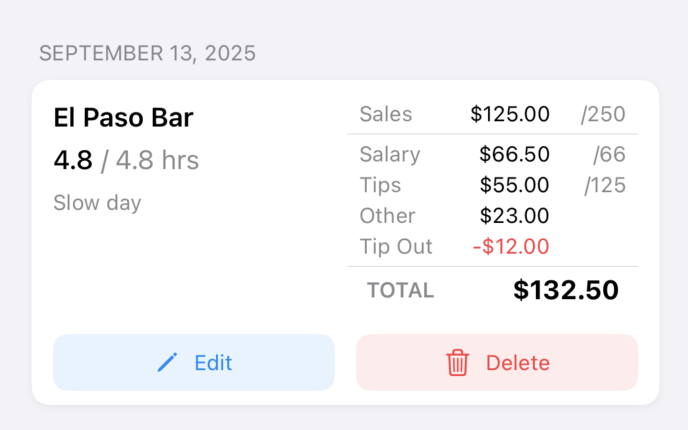 SEPTEMBER 13, 2025
El Paso Bar
4.8 / 4.8 hrs
Slow day
Sales $125.00 /250
Salary $66.50 /66
Tips $55.00 /125
Other $23.00
Tip Out -$12.00
TOTAL $132.50
Edit
Delete